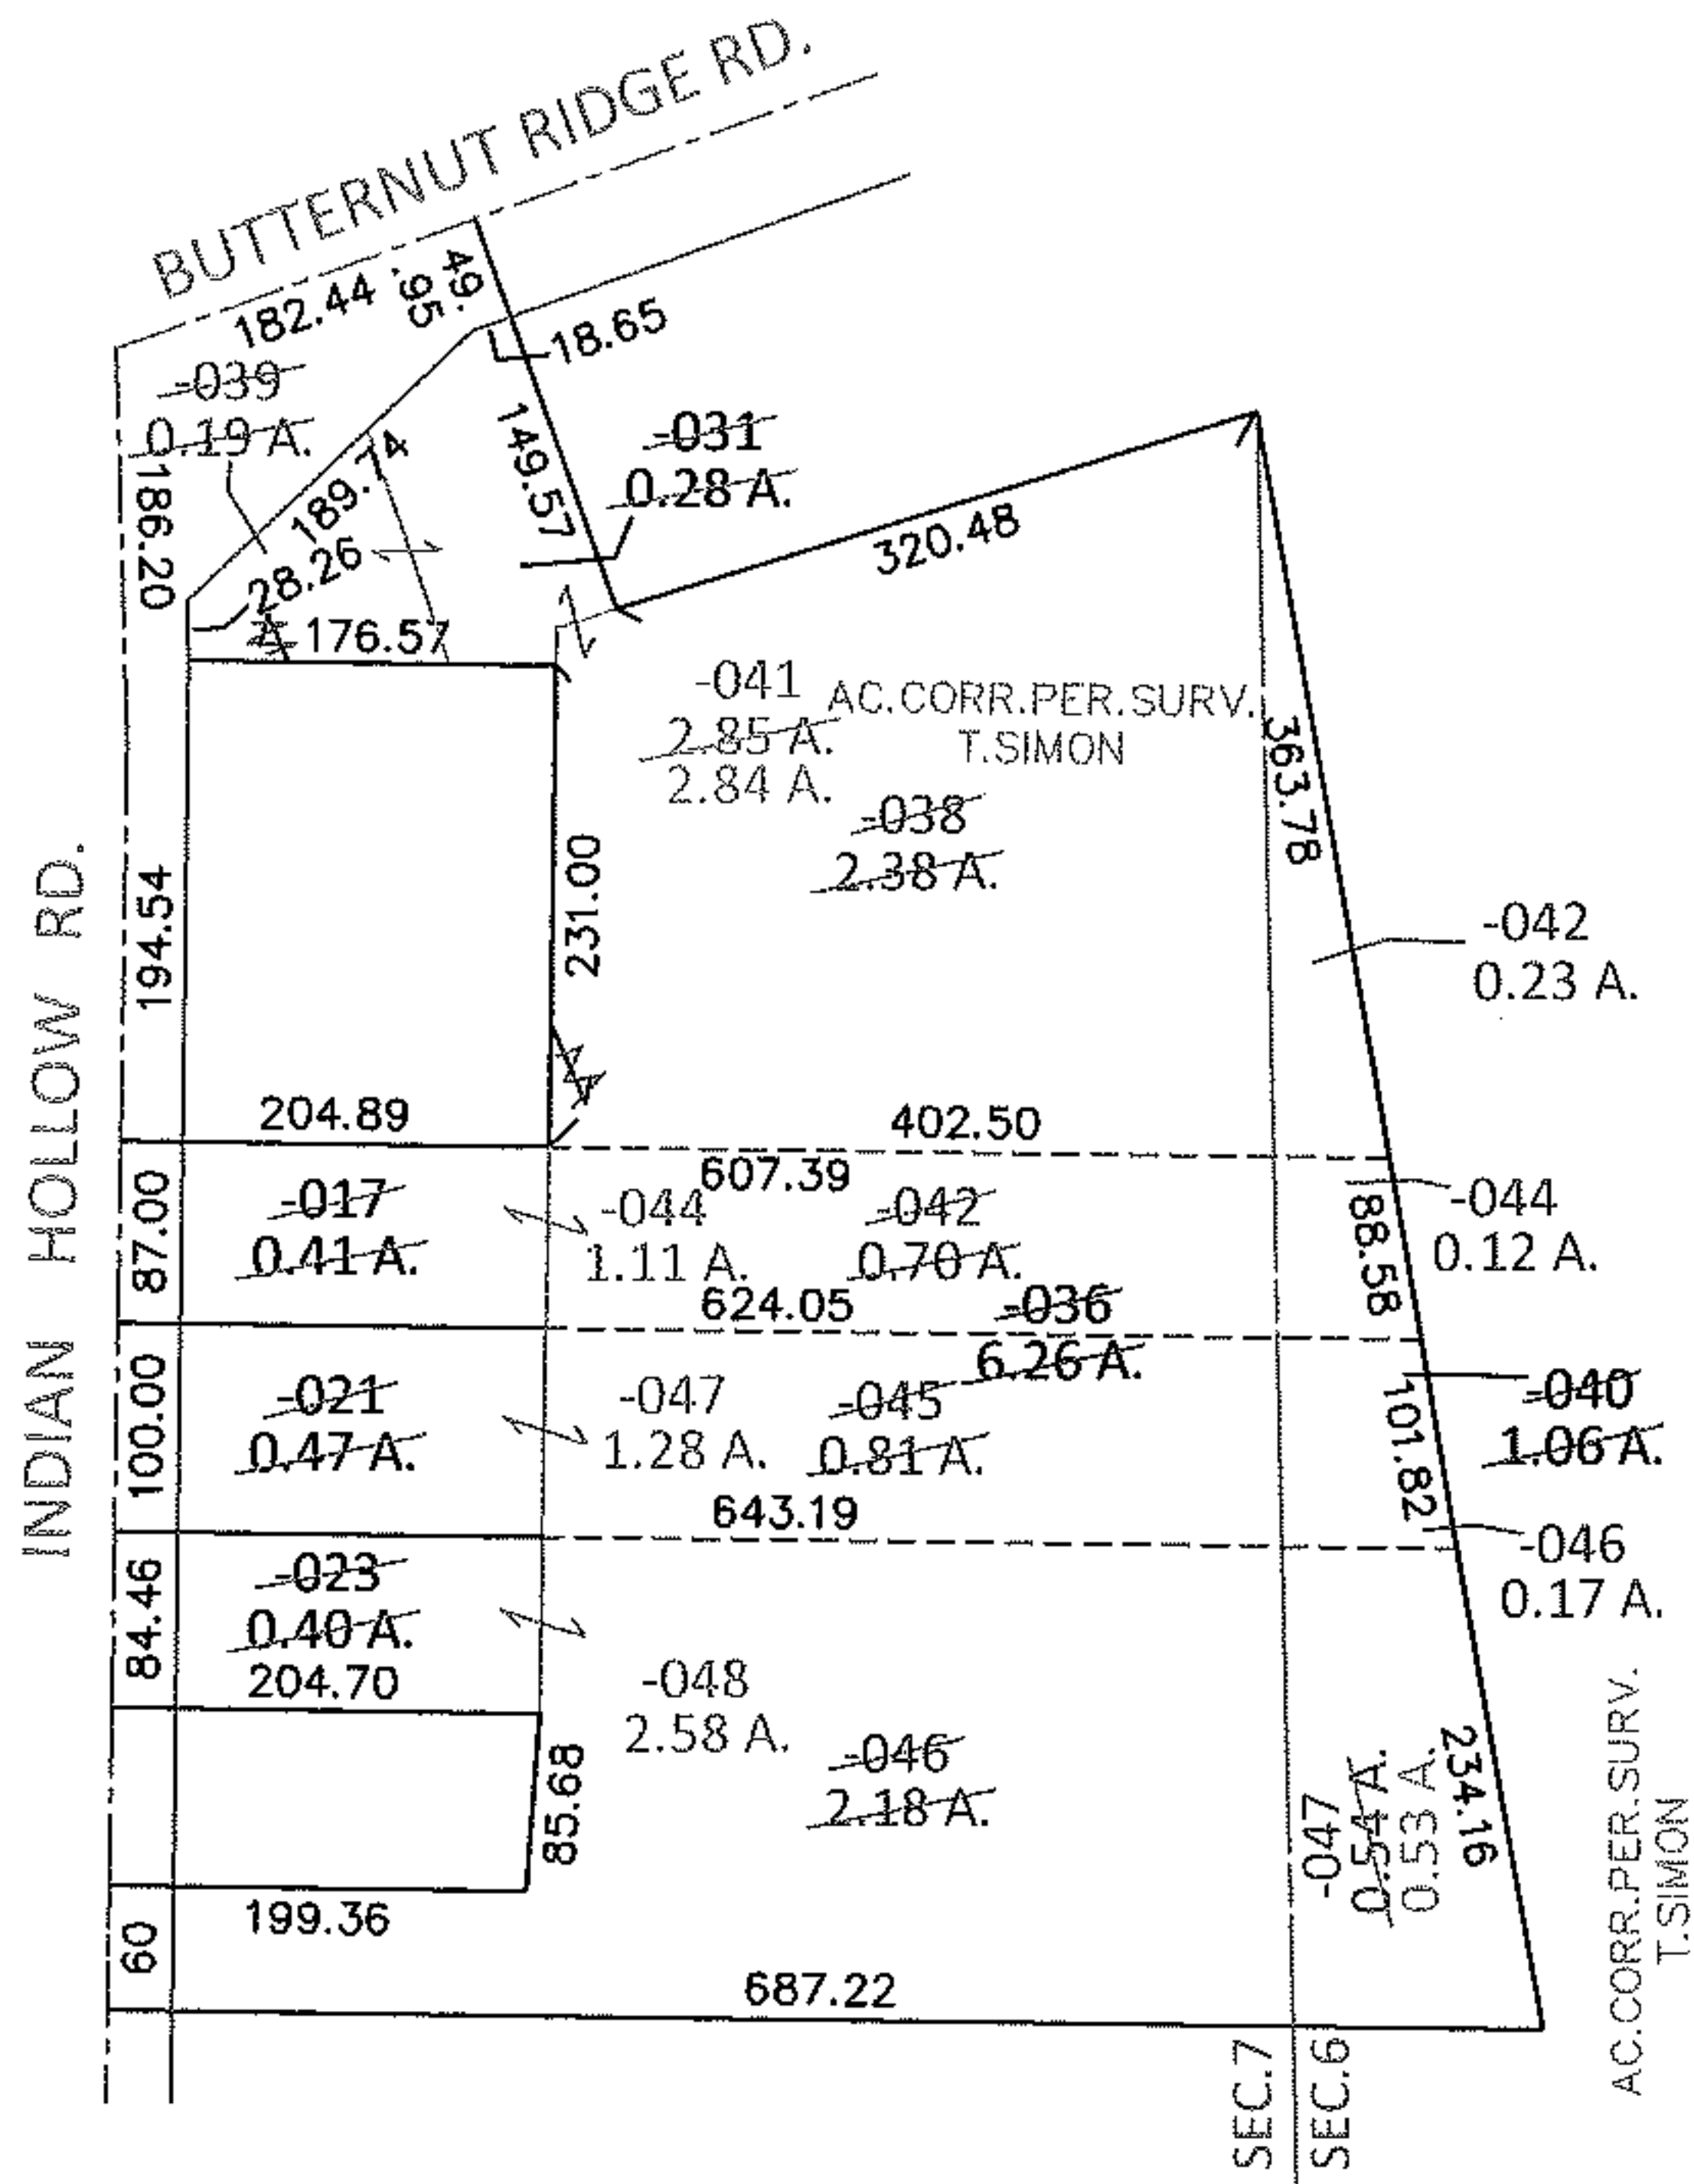 BUTTERNUT RIDGE RD.
182.44
49.
.95
18.65
-039
0.19 A.
186.20
189.74
28.26
176.57
149.57
-031
0.28 A.
320.48
-041
2.85 A.
2.84 A.
AC.CORR.PER.SURV.
T.SIMON
-038
2.38 A.
363.78
INDIAN HOLLOW RD.
194.54
231.00
-042
0.23 A.
204.89
402.50
607.39
87.00
-017
0.41 A.
-044
1.11 A.
-042
0.70 A.
88.58
-044
0.12 A.
624.05
-036
6.26 A.
100.00
-021
0.47 A.
-047
1.28 A.
-045
0.81 A.
101.82
-040
1.06 A.
643.19
-046
0.17 A.
84.46
-023
0.40 A.
204.70
-048
2.58 A.
-046
2.18 A.
85.68
-047
0.54 A.
0.53 A.
234.16
AC.CORR.PER.SURV.
T.SIMON
199.36
60
687.22
SEC.7
SEC.6